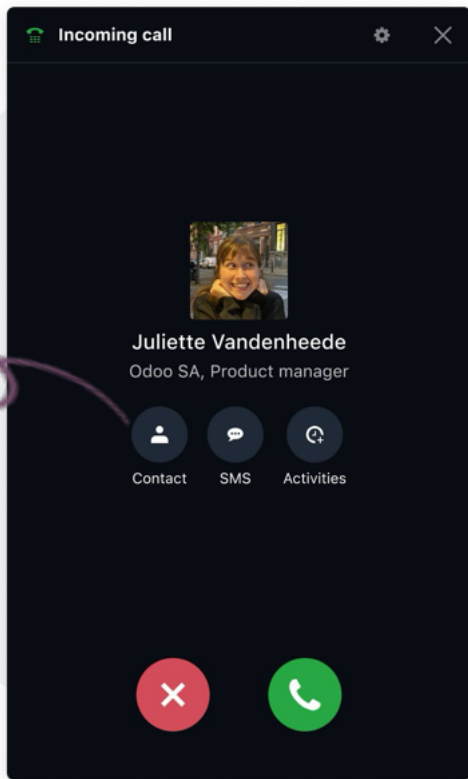 Incoming call
Juliette Vandenheede
Odoo SA, Product manager
Contact SMS Activities